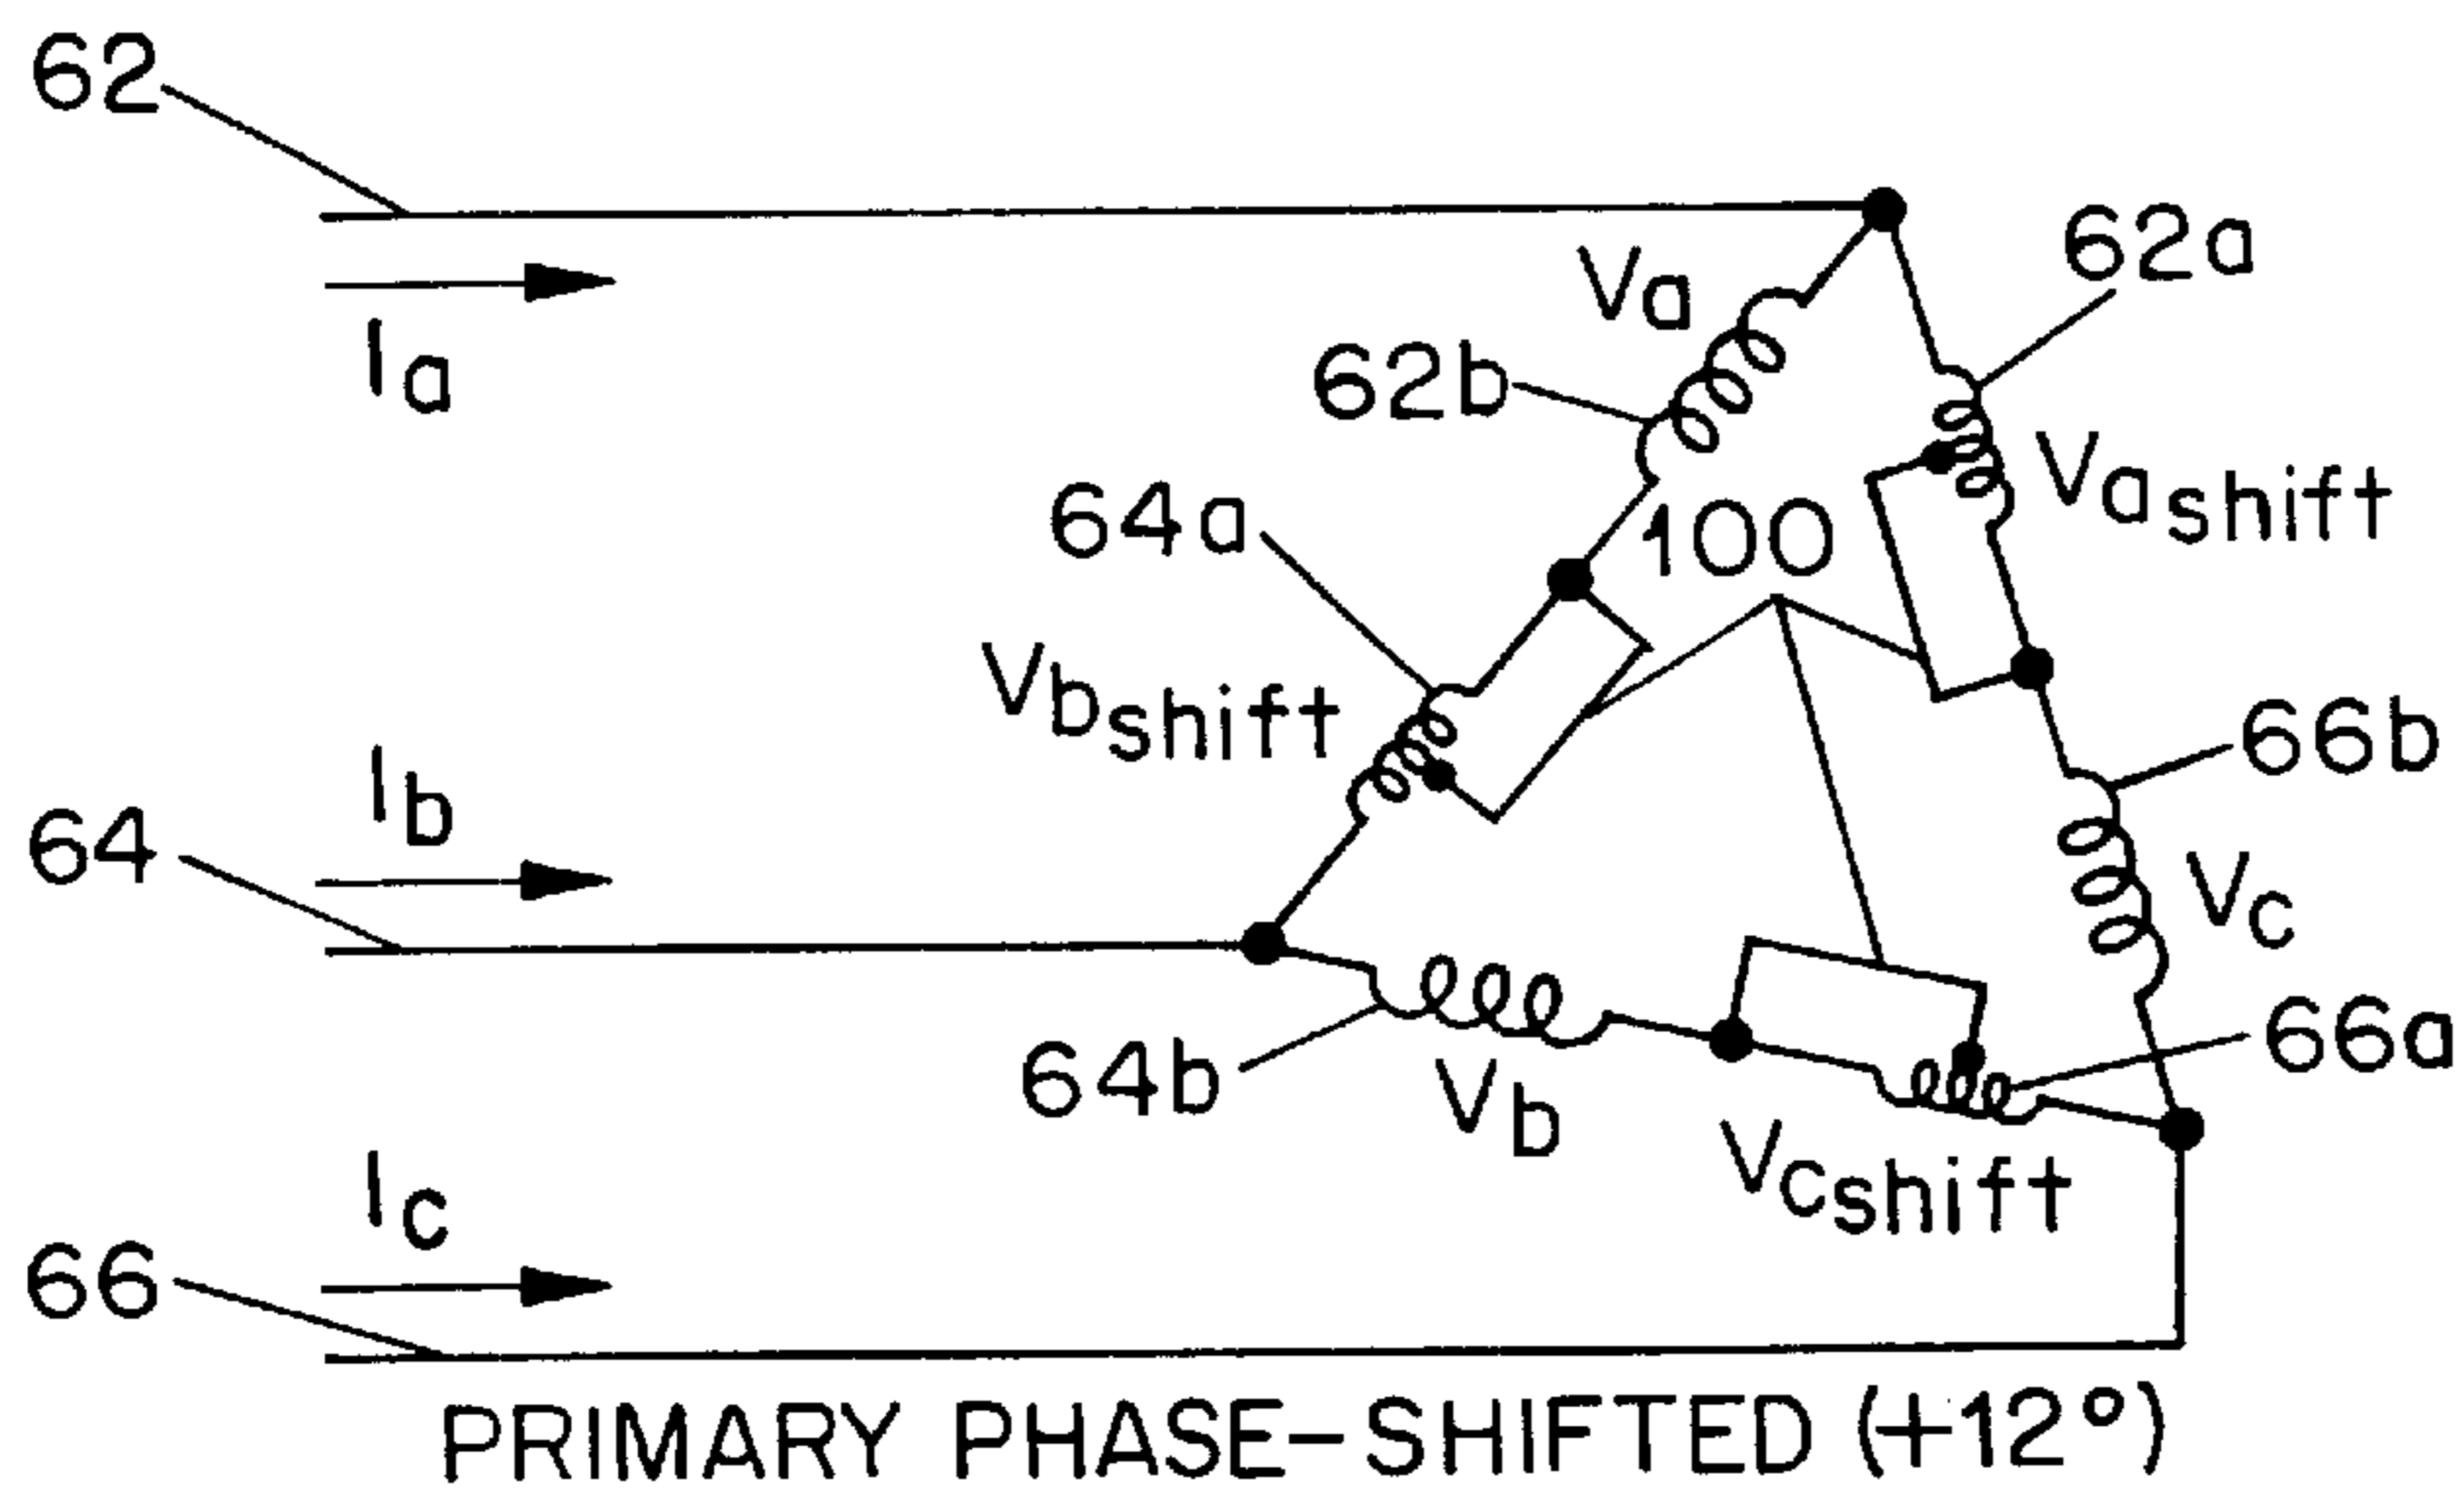 62
Ia
Va
62a
62b
Vashift
64a
100
Vbshift
66b
Ib
64
Vc
64b
Vb
66a
Vcshift
Ic
66
PRIMARY PHASE-SHIFTED (+12°)